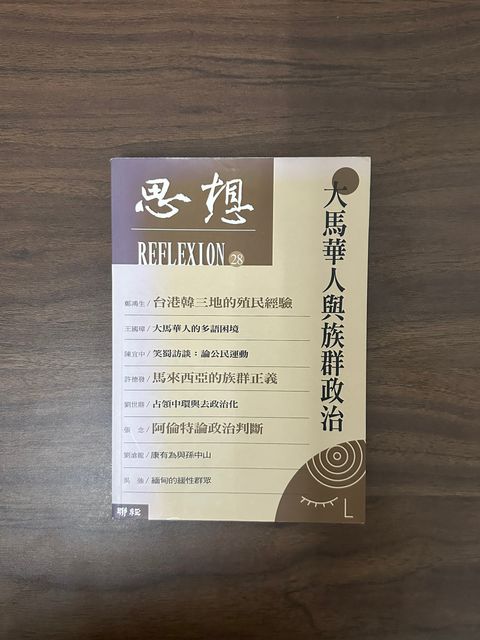 思想
REFLEXION 28
大馬華人與族群政治
鄭鴻生/台港韓三地的殖民經驗
王國璋/大馬華人的多語困境
陳宜中/笑蜀訪談：論公民運動
許德發/馬來西亞的族群正義
劉世鼎/占領中環與去政治化
張 念/阿倫特論政治判斷
劉滄龍/康有為與孫中山
吳 強/緬甸的緩性群眾
聯經
L